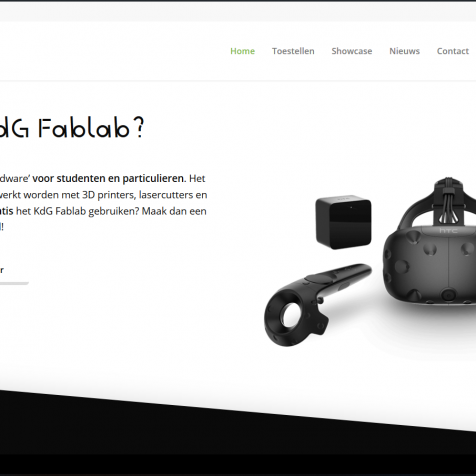 Home Toestellen Showcase Nieuws Contact
dG Fablab?
dware' voor studenten en particulieren. Het
werkt worden met 3D printers, lasercutters en
tis het KdG Fablab gebruiken? Maak dan een
!
r
htc